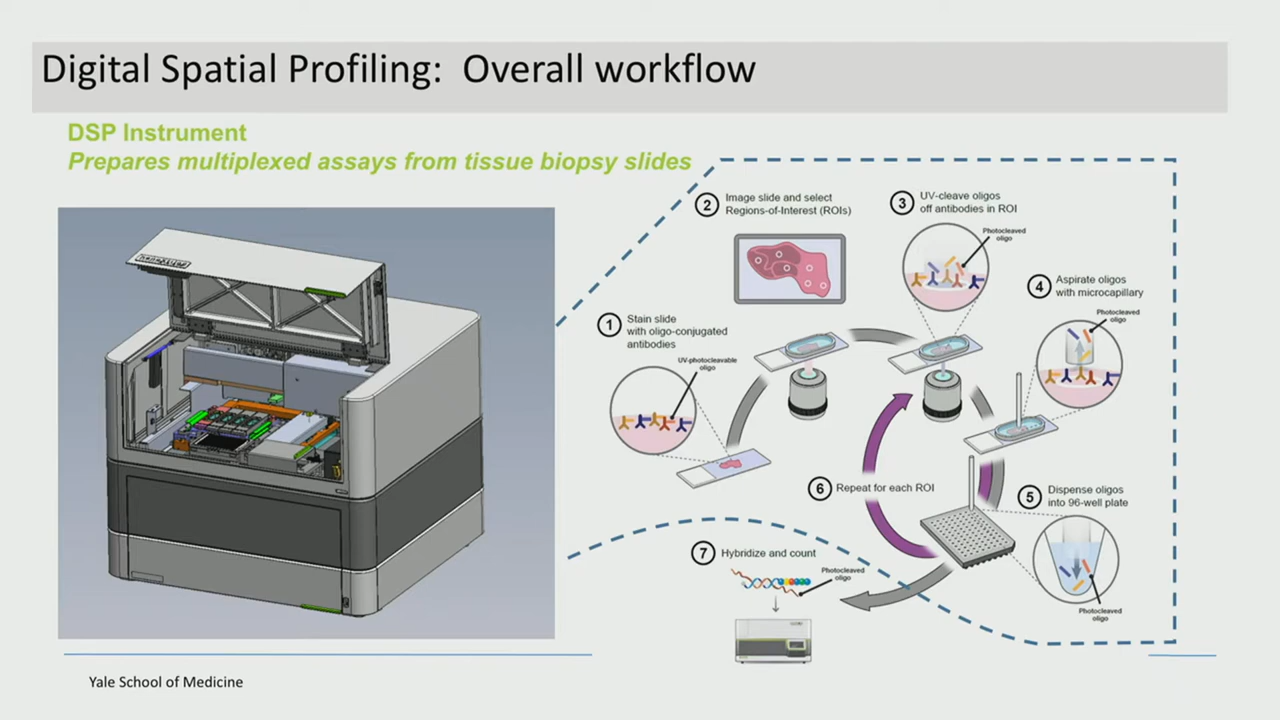 Digital Spatial Profiling: Overall workflow
DSP Instrument
Prepares multiplexed assays from tissue biopsy slides
1
Stain slide
with oligo-conjugated
antibodies
UV-photocleavable
oligo
2
Image slide and select
Regions-of-Interest (ROIs)
3
UV-cleave oligos
off antibodies in ROI
Photocleaved
oligo
4
Aspirate oligos
with microcapillary
Photocleaved
oligo
5
Dispense oligos
into 96-well plate
Photocleaved
oligo
6
Repeat for each ROI
7
Hybridize and count
Photocleaved
oligo
Yale School of Medicine